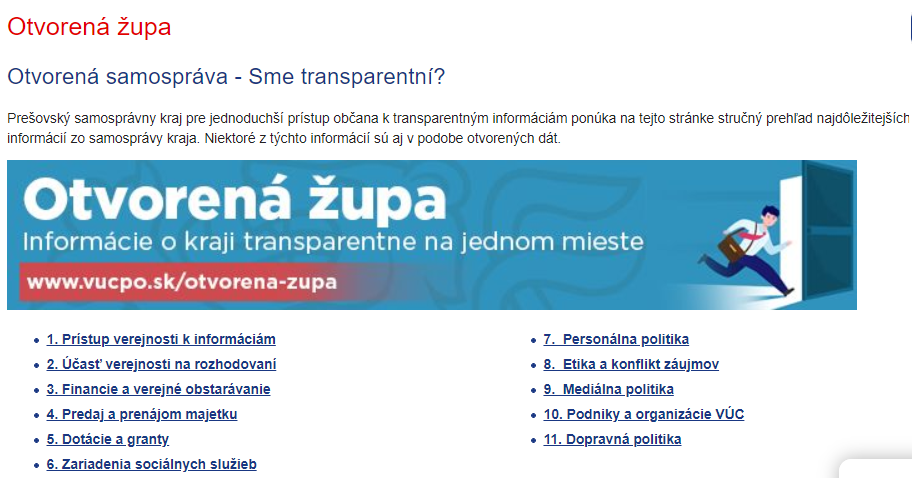 Otvorená župa
Otvorená samospráva - Sme transparentní?
Prešovský samosprávny kraj pre jednoduchší prístup občana k transparentným informáciám ponúka na tejto stránke stručný prehľad najdôležitejších
informácií zo samosprávy kraja. Niektoré z týchto informácií sú aj v podobe otvorených dát.
Otvorená župa
Informácie o kraji transparentne na jednom mieste
www.vucpo.sk/otvorena-zupa
1. Prístup verejnosti k informáciám
2. Účasť verejnosti na rozhodovaní
3. Financie a verejné obstarávanie
4. Predaj a prenájom majetku
5. Dotácie a granty
6. Zariadenia sociálnych služieb
7. Personálna politika
8. Etika a konflikt záujmov
9. Mediálna politika
10. Podniky a organizácie VÚC
11. Dopravná politika